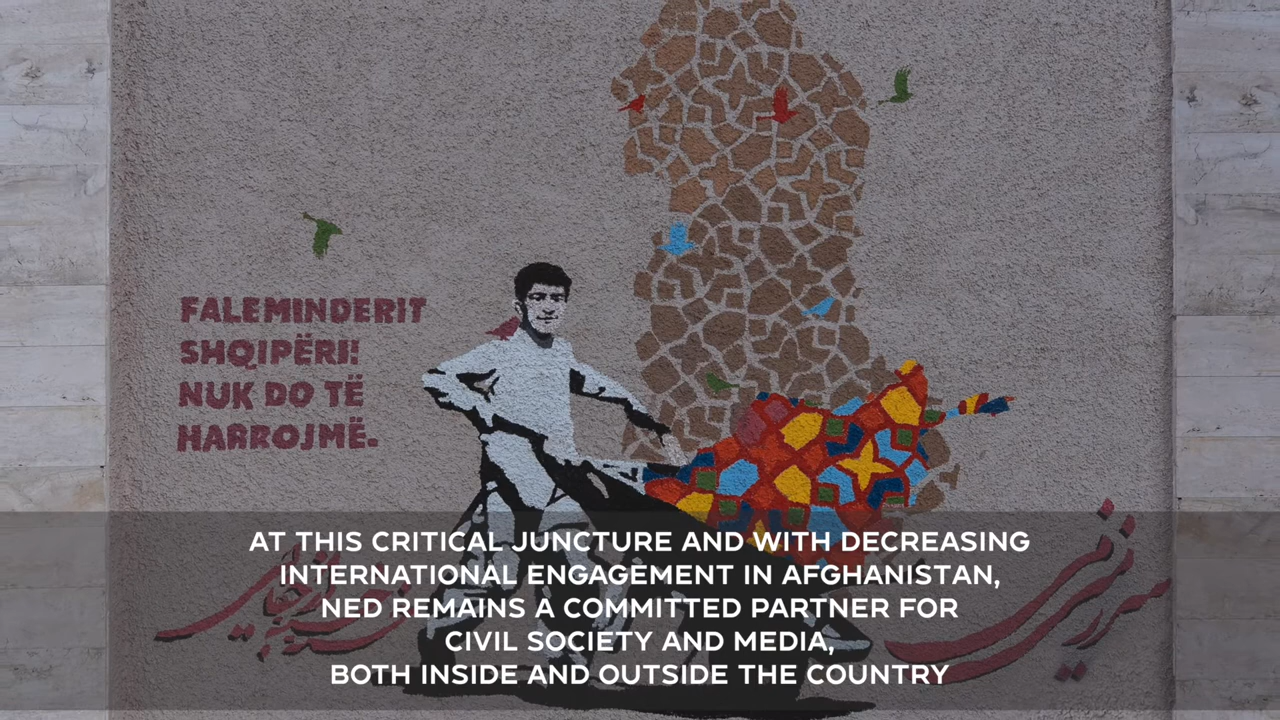 FALEMINDERIT
SHQIPËRI!
NUK DO TË
HARROJMË.
AT THIS CRITICAL JUNCTURE AND WITH DECREASING
INTERNATIONAL ENGAGEMENT IN AFGHANISTAN,
NED REMAINS A COMMITTED PARTNER FOR
CIVIL SOCIETY AND MEDIA,
BOTH INSIDE AND OUTSIDE THE COUNTRY